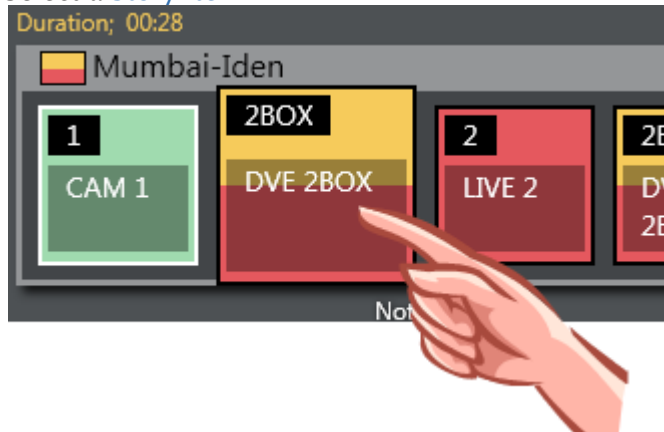 Duration; 00:28
Mumbai-Iden
1
2BOX
2
CAM 1
DVE 2BOX
LIVE 2